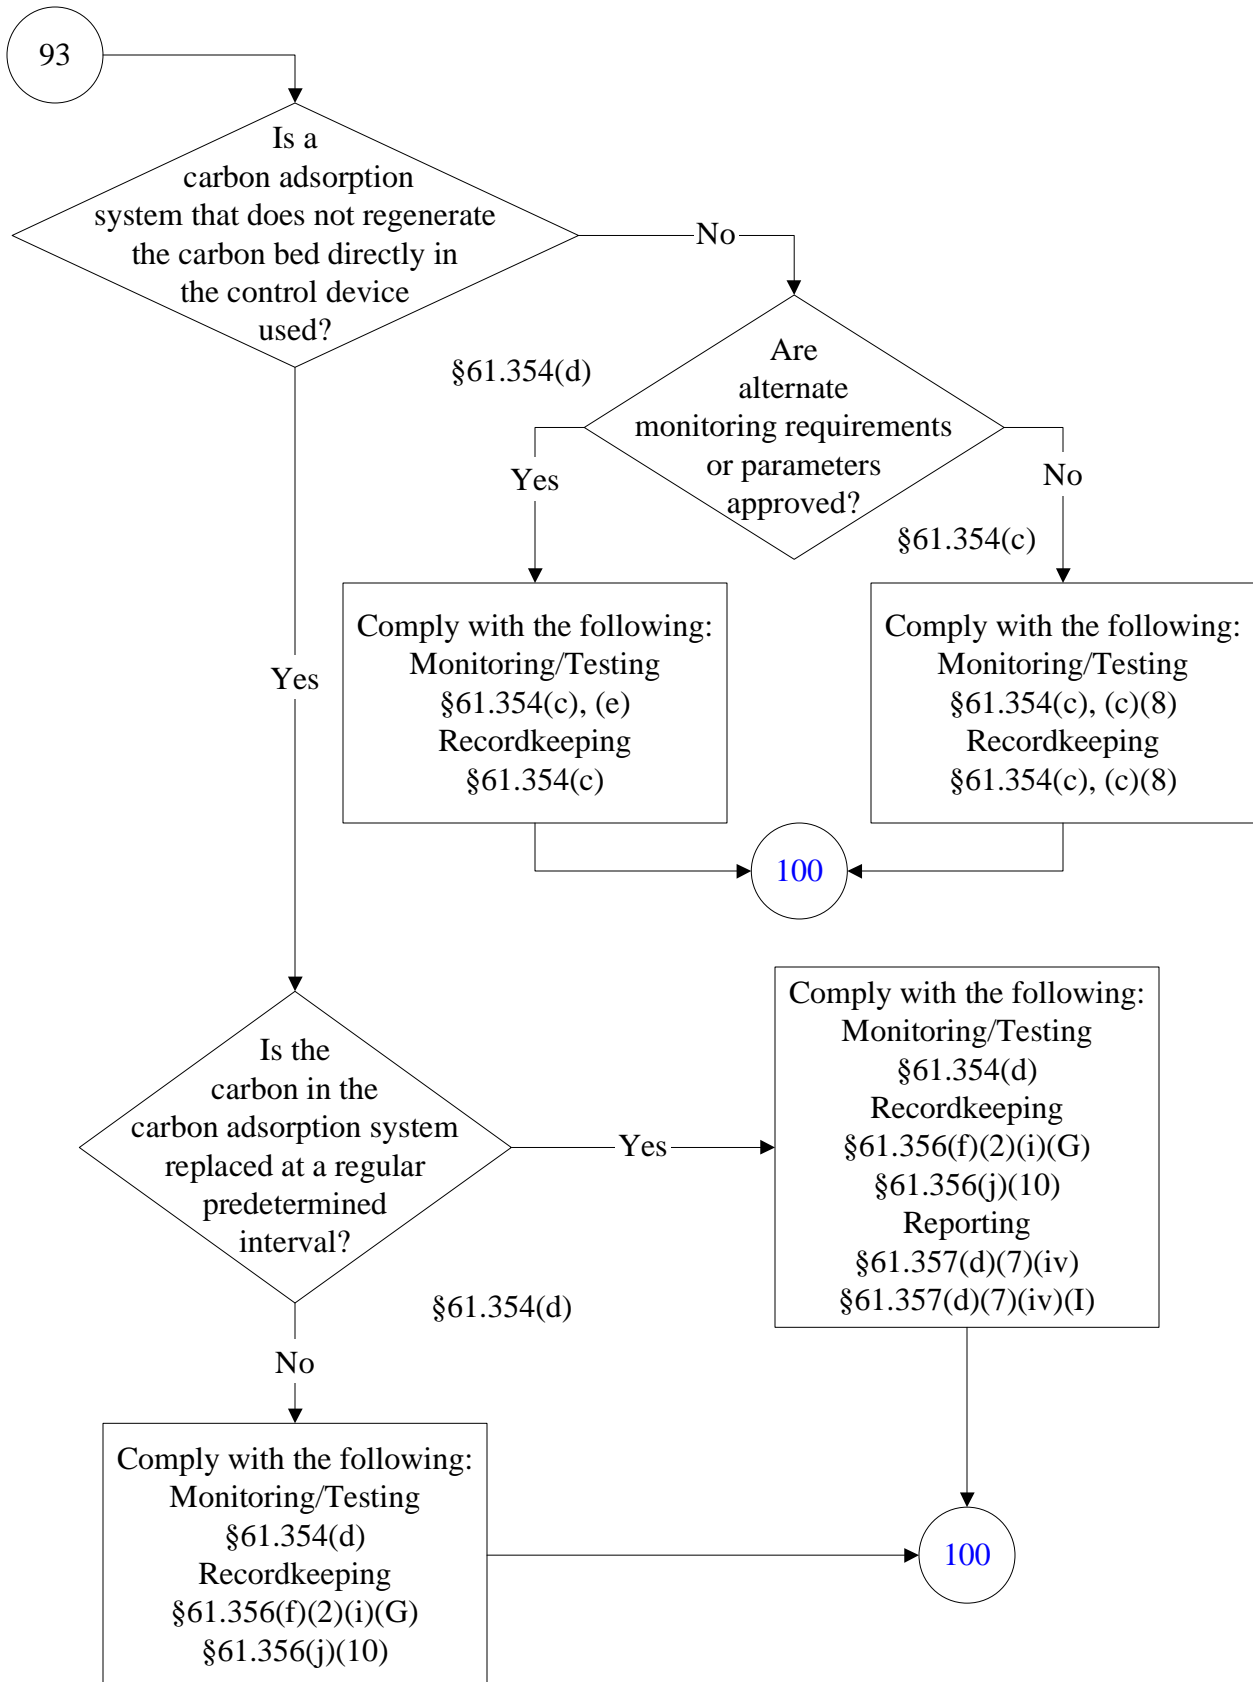 93
Is a
carbon adsorption
system that does not regenerate
the carbon bed directly in
the control device
used?
No
§61.354(d)
Are
alternate
monitoring requirements
or parameters
approved?
Yes
No
§61.354(c)
Comply with the following:
Monitoring/Testing
§61.354(c), (e)
Recordkeeping
§61.354(c)
Comply with the following:
Monitoring/Testing
§61.354(c), (c)(8)
Recordkeeping
§61.354(c), (c)(8)
100
Yes
Is the
carbon in the
carbon adsorption system
replaced at a regular
predetermined
interval?
Yes
§61.354(d)
Comply with the following:
Monitoring/Testing
§61.354(d)
Recordkeeping
§61.356(f)(2)(i)(G)
§61.356(j)(10)
Reporting
§61.357(d)(7)(iv)
§61.357(d)(7)(iv)(I)
No
Comply with the following:
Monitoring/Testing
§61.354(d)
Recordkeeping
§61.356(f)(2)(i)(G)
§61.356(j)(10)
100